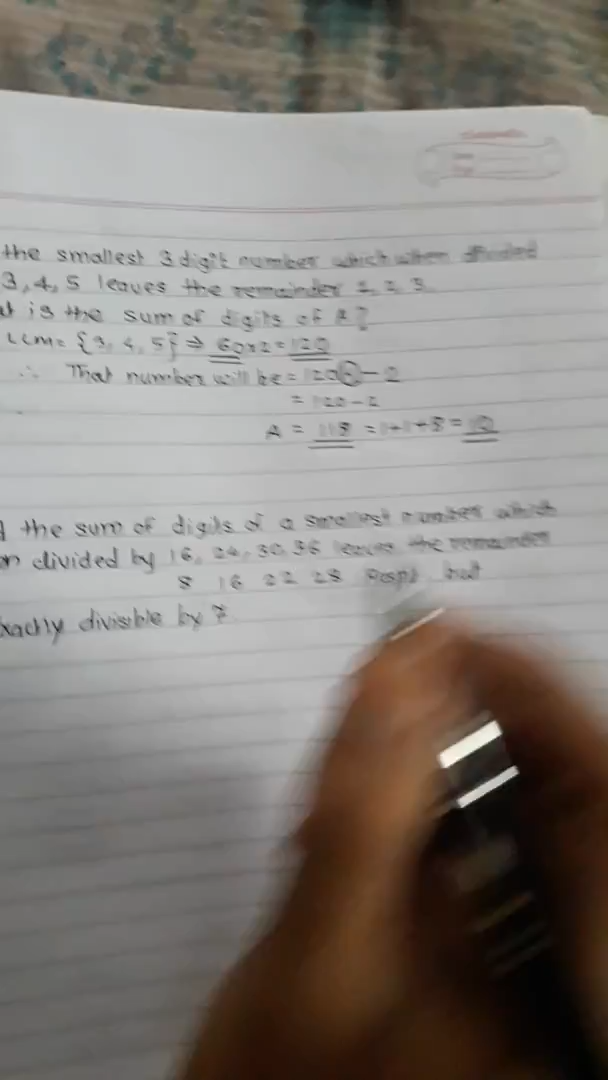 the smallest 3 digit number which when divided
3, 4, 5 leaves the remainder 1, 2, 3
is the sum of digits of A?
LCM = {3, 4, 5} ⇒ 60×2 = 120
∴ That number will be = 120 - 2
= 120 - 2
A = 118 = 1+1+8 = 10
the sum of digits of a smallest number which
divided by 16, 24, 30, 36 leaves the remainder
8 16 22 28 Resp. but
divisible by 7